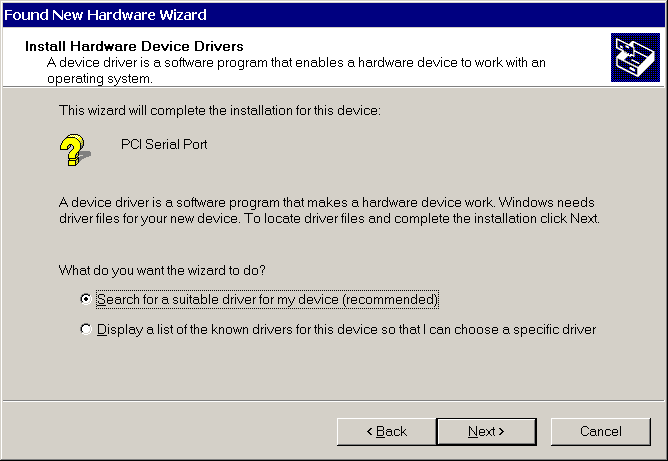 Found New Hardware Wizard
Install Hardware Device Drivers
A device driver is a software program that enables a hardware device to work with an
operating system.
This wizard will complete the installation for this device:
PCI Serial Port
A device driver is a software program that makes a hardware device work. Windows needs
driver files for your new device. To locate driver files and complete the installation click Next.
What do you want the wizard to do?
Search for a suitable driver for my device (recommended)
Display a list of the known drivers for this device so that I can choose a specific driver
< Back Next > Cancel